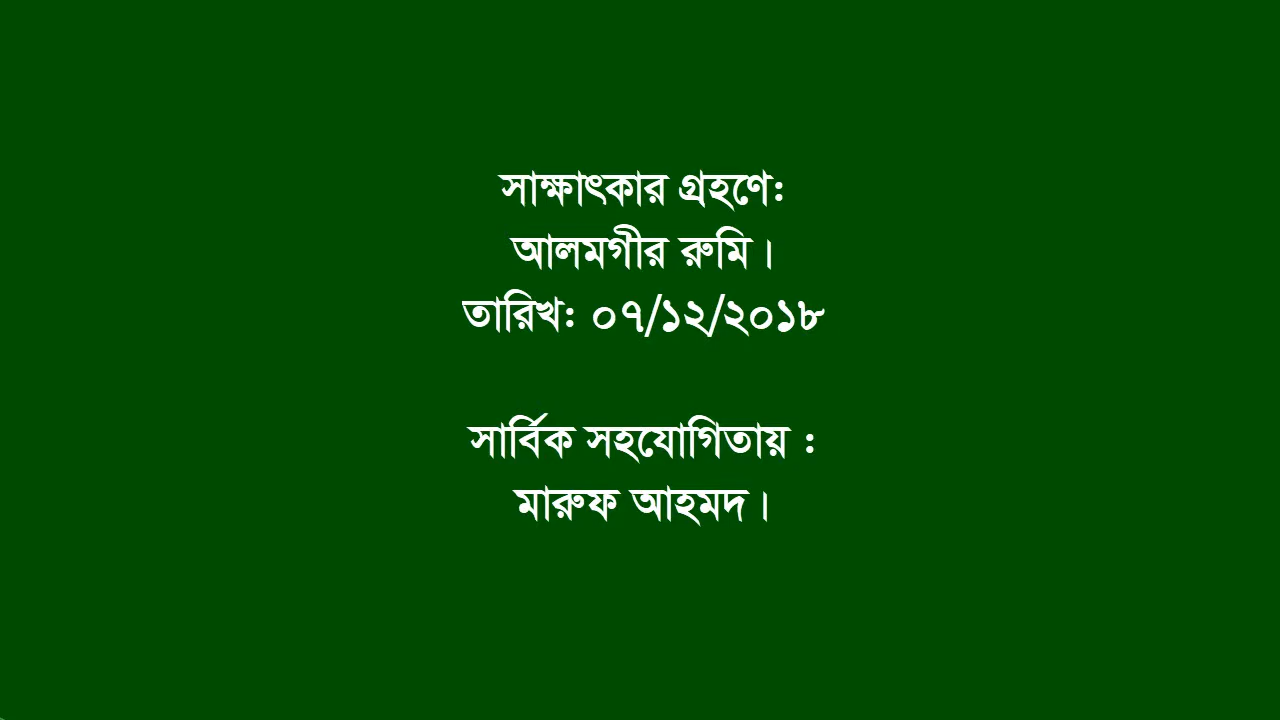 সাক্ষাৎকার গ্রহণে:
আলমগীর রুমি।
তারিখ: ০৭/১২/২০১৮
সার্বিক সহযোগিতায় :
মারুফ আহমদ।